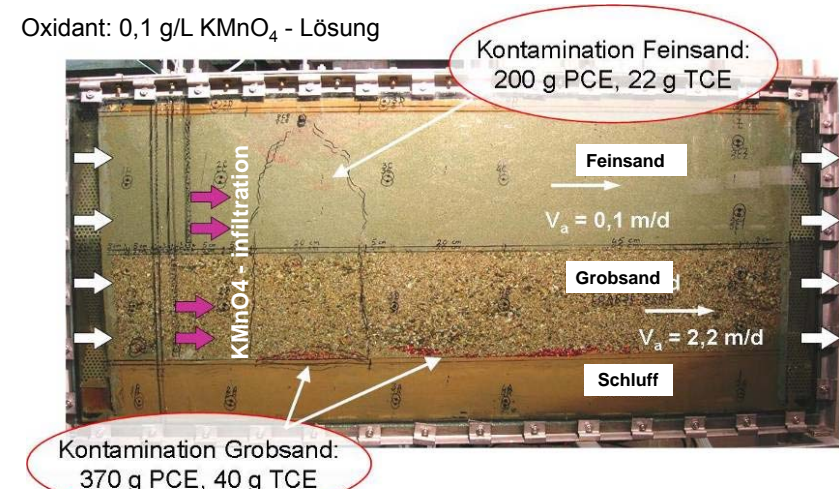 Oxidant: 0,1 g/L KMnO₄ - Lösung
Kontamination Feinsand:
200 g PCE, 22 g TCE
Feinsand
Vₐ = 0,1 m/d
KMnO4 - infiltration
Grobsand
Vₐ = 2,2 m/d
Schluff
Kontamination Grobsand:
370 g PCE, 40 g TCE